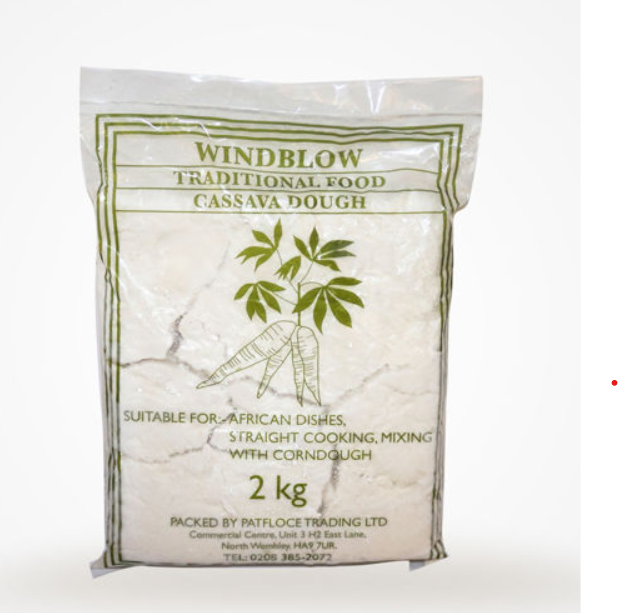 WINDBLOW
TRADITIONAL FOOD
CASSAVA DOUGH
SUITABLE FOR:-AFRICAN DISHES,
STRAIGHT COOKING, MIXING
WITH CORNDOUGH
2 kg
PACKED BY PATFLOCE TRADING LTD
Commercial Centre, Unit 3 H2 East Lane,
North Wembley, HA9 7UR.
TEL: 0208 385-2072